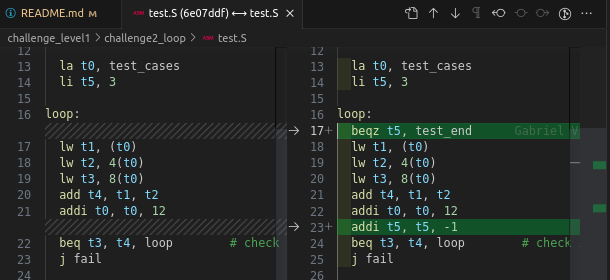 README.md M
ASM test.S (6e07ddf) ↔ test.S ×
challenge_level1 > challenge2_loop > ASM test.S
12
13 la t0, test_cases
14 li t5, 3
15
16 loop:
17 lw t1, (t0)
18 lw t2, 4(t0)
19 lw t3, 8(t0)
20 add t4, t1, t2
21 addi t0, t0, 12
22 beq t3, t4, loop # check
23 j fail
24
12
13 la t0, test_cases
14 li t5, 3
15
16 loop:
17+ beqz t5, test_end Gabriel V
18 lw t1, (t0)
19 lw t2, 4(t0)
20 lw t3, 8(t0)
21 add t4, t1, t2
22 addi t0, t0, 12
23+ addi t5, t5, -1
24 beq t3, t4, loop # check
25 j fail
26